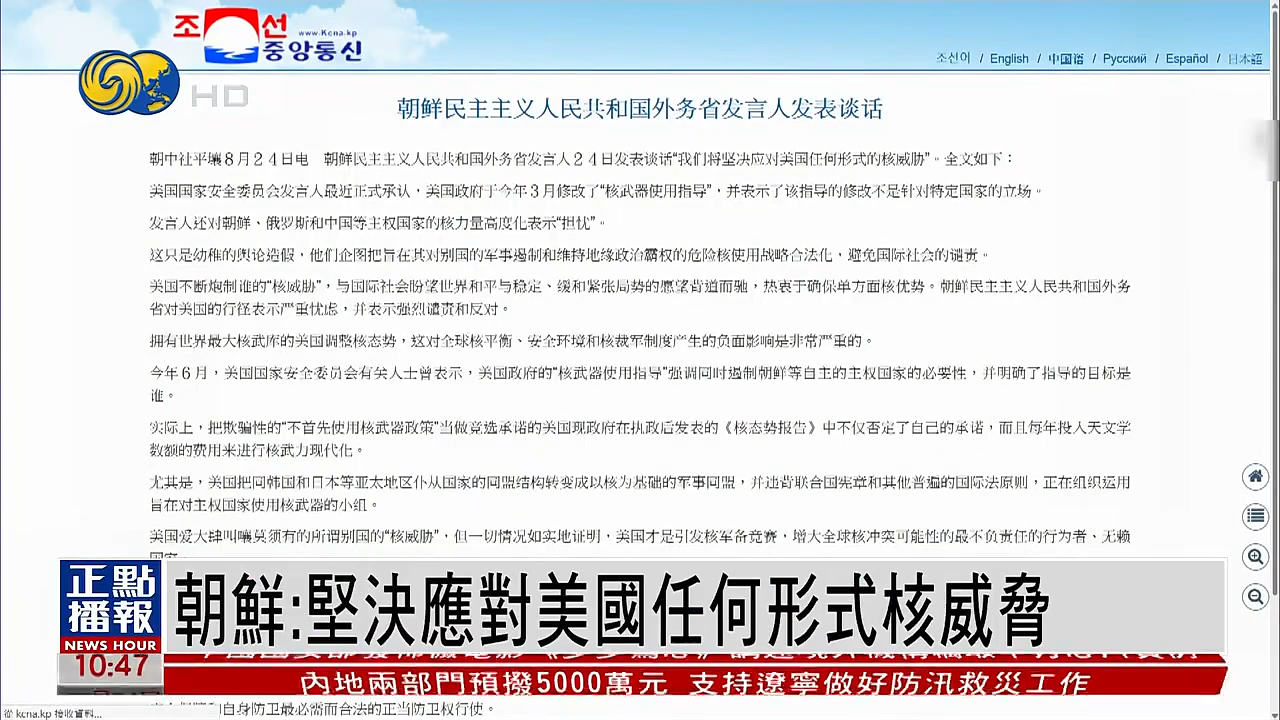 조선
www.Kcna.kp
중앙통신
조선어 / English / 中国语 / Русский / Español / 日本語
HD
朝鲜民主主义人民共和国外务省发言人发表谈话
朝中社平壤8月24日电 朝鲜民主主义人民共和国外务省发言人24日发表谈话“我们将坚决应对美国任何形式的核威胁”。全文如下：
美国国家安全委员会发言人最近正式承认，美国政府于今年3月修改了“核武器使用指导”，并表示了该指导的修改不是针对特定国家的立场。
发言人还对朝鲜、俄罗斯和中国等主权国家的核力量高度化表示“担忧”。
这只是幼稚的舆论造假，他们企图把旨在其对别国的军事遏制和维持地缘政治霸权的危险核使用战略合法化，避免国际社会的谴责。
美国不断炮制谁的“核威胁”，与国际社会盼望世界和平与稳定、缓和紧张局势的愿望背道而驰，热衷于确保单方面核优势。朝鲜民主主义人民共和国外务
省对美国的行径表示严重忧虑，并表示强烈谴责和反对。
拥有世界最大核武库的美国调整核态势，这对全球核平衡、安全环境和核裁军制度产生的负面影响是非常严重的。
今年6月，美国国家安全委员会有关人士曾表示，美国政府的“核武器使用指导”强调同时遏制朝鲜等自主的主权国家的必要性，并明确了指导的目标是
谁。
实际上，把欺骗性的“不首先使用核武器政策”当做竞选承诺的美国现政府在执政后发表的《核态势报告》中不仅否定了自己的承诺，而且每年投入天文学
数额的费用来进行核武力现代化。
尤其是，美国把同韩国和日本等亚太地区仆从国家的同盟结构转变成以核为基础的军事同盟，并违背联合国宪章和其他普遍的国际法原则，正在组织运用
旨在对主权国家使用核武器的小组。
美国爱大肆叫嚷莫须有的所谓别国的“核威胁”，但一切情况如实地证明，美国才是引发核军备竞赛，增大全球核冲突可能性的最不负责任的行为者、无赖
国家。
正點播報
NEWS HOUR
朝鮮:堅決應對美國任何形式核威脅
10:47
內地兩部門預撥5000萬元 支持遼寧做好防汛救災工作
和自身防卫最必需而合法的正当防卫权行使。
從 kcna.kp 接收資料...